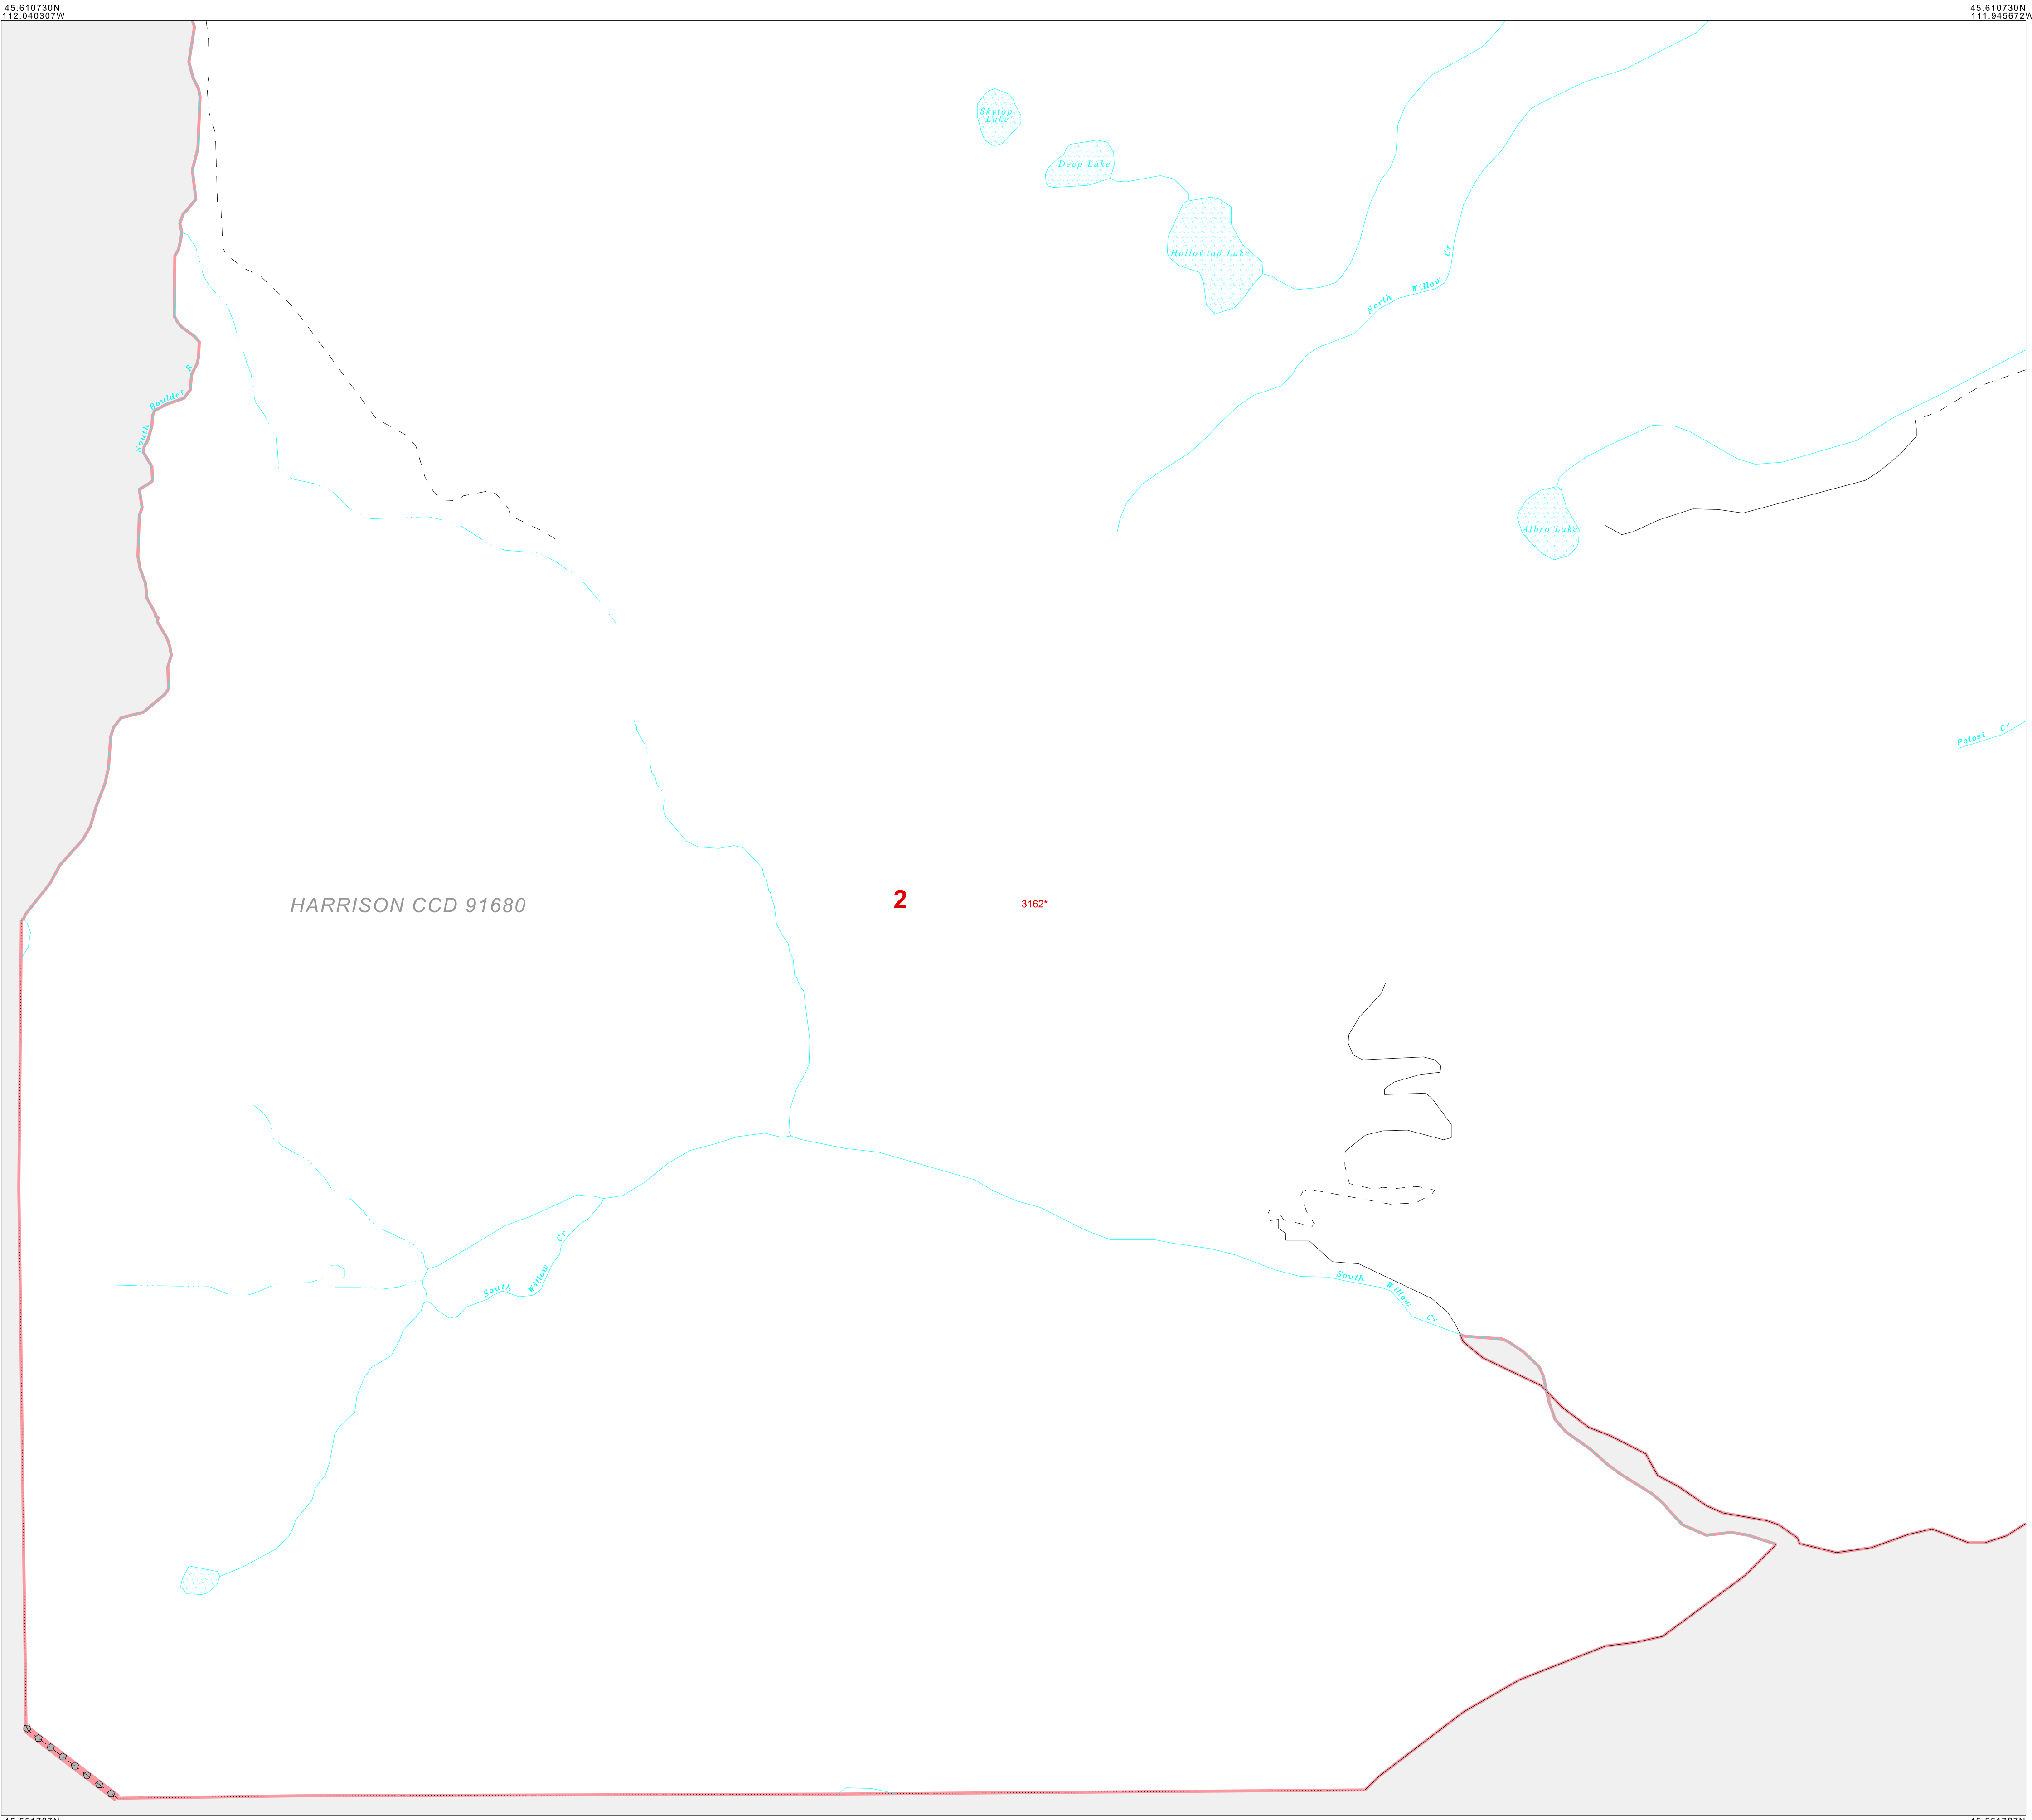 45.610730N
112.040307W
45.610730N
111.945672W
Skytop
Lake
Deep Lake
Hollowtop Lake
North Willow Cr
South Boulder R
Albro Lake
Potosi Cr
HARRISON CCD 91680
2
3162*
South Willow Cr
South Willow Cr